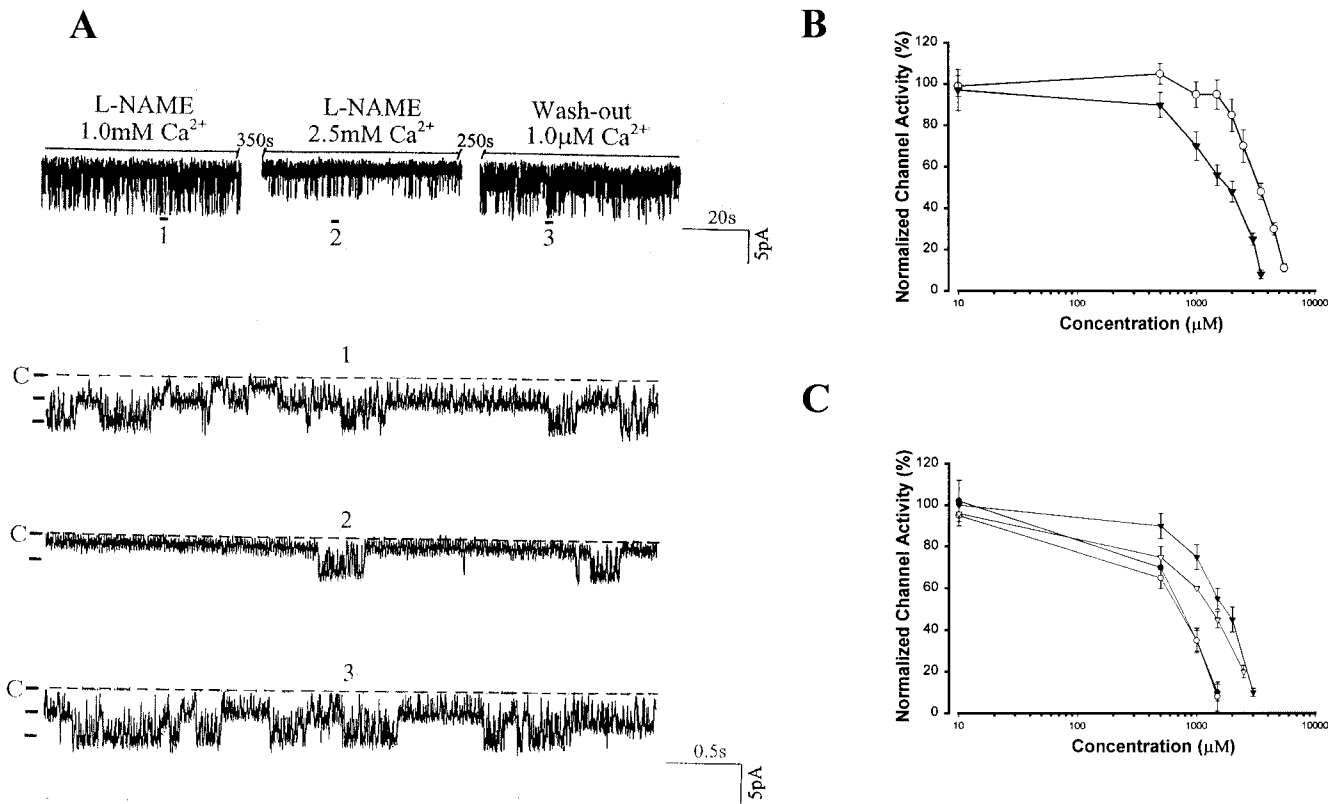 A
L-NAME
1.0mM Ca²⁺
350s
L-NAME
2.5mM Ca²⁺
250s
Wash-out
1.0μM Ca²⁺
1
2
3
20s
5pA
1
C
2
C
3
C
0.5s
5pA
B
Normalized Channel Activity (%)
120
100
80
60
40
20
0
10
100
1000
10000
Concentration (μM)
C
Normalized Channel Activity (%)
120
100
80
60
40
20
0
10
100
1000
10000
Concentration (μM)